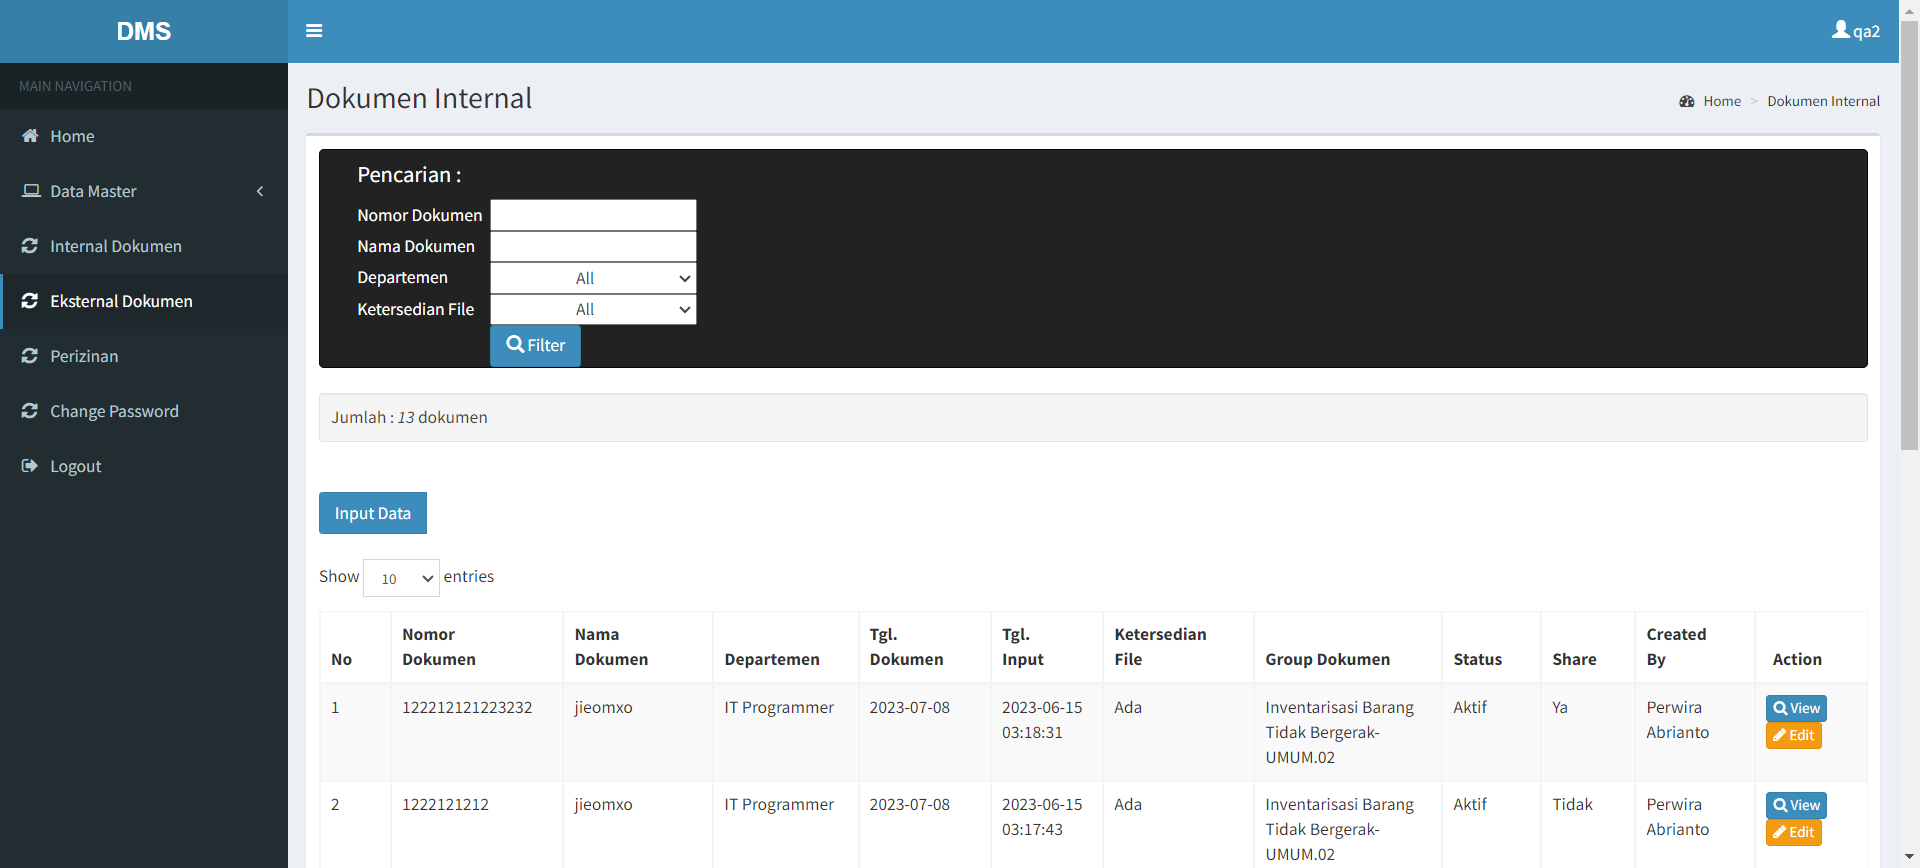 DMS
qa2
MAIN NAVIGATION
Home
Data Master
Internal Dokumen
Eksternal Dokumen
Perizinan
Change Password
Logout
Dokumen Internal
Home > Dokumen Internal
Pencarian :
Nomor Dokumen
Nama Dokumen
Departemen All
Ketersedian File All
Filter
Jumlah : 13 dokumen
Input Data
Show 10 entries
No Nomor Dokumen Nama Dokumen Departemen Tgl. Dokumen Tgl. Input Ketersedian File Group Dokumen Status Share Created By Action
1 122212121223232 jieomxo IT Programmer 2023-07-08 2023-06-15 03:18:31 Ada Inventarisasi Barang Tidak Bergerak-UMUM.02 Aktif Ya Perwira Abrianto View Edit
2 1222121212 jieomxo IT Programmer 2023-07-08 2023-06-15 03:17:43 Ada Inventarisasi Barang Tidak Bergerak-UMUM.02 Aktif Tidak Perwira Abrianto View Edit